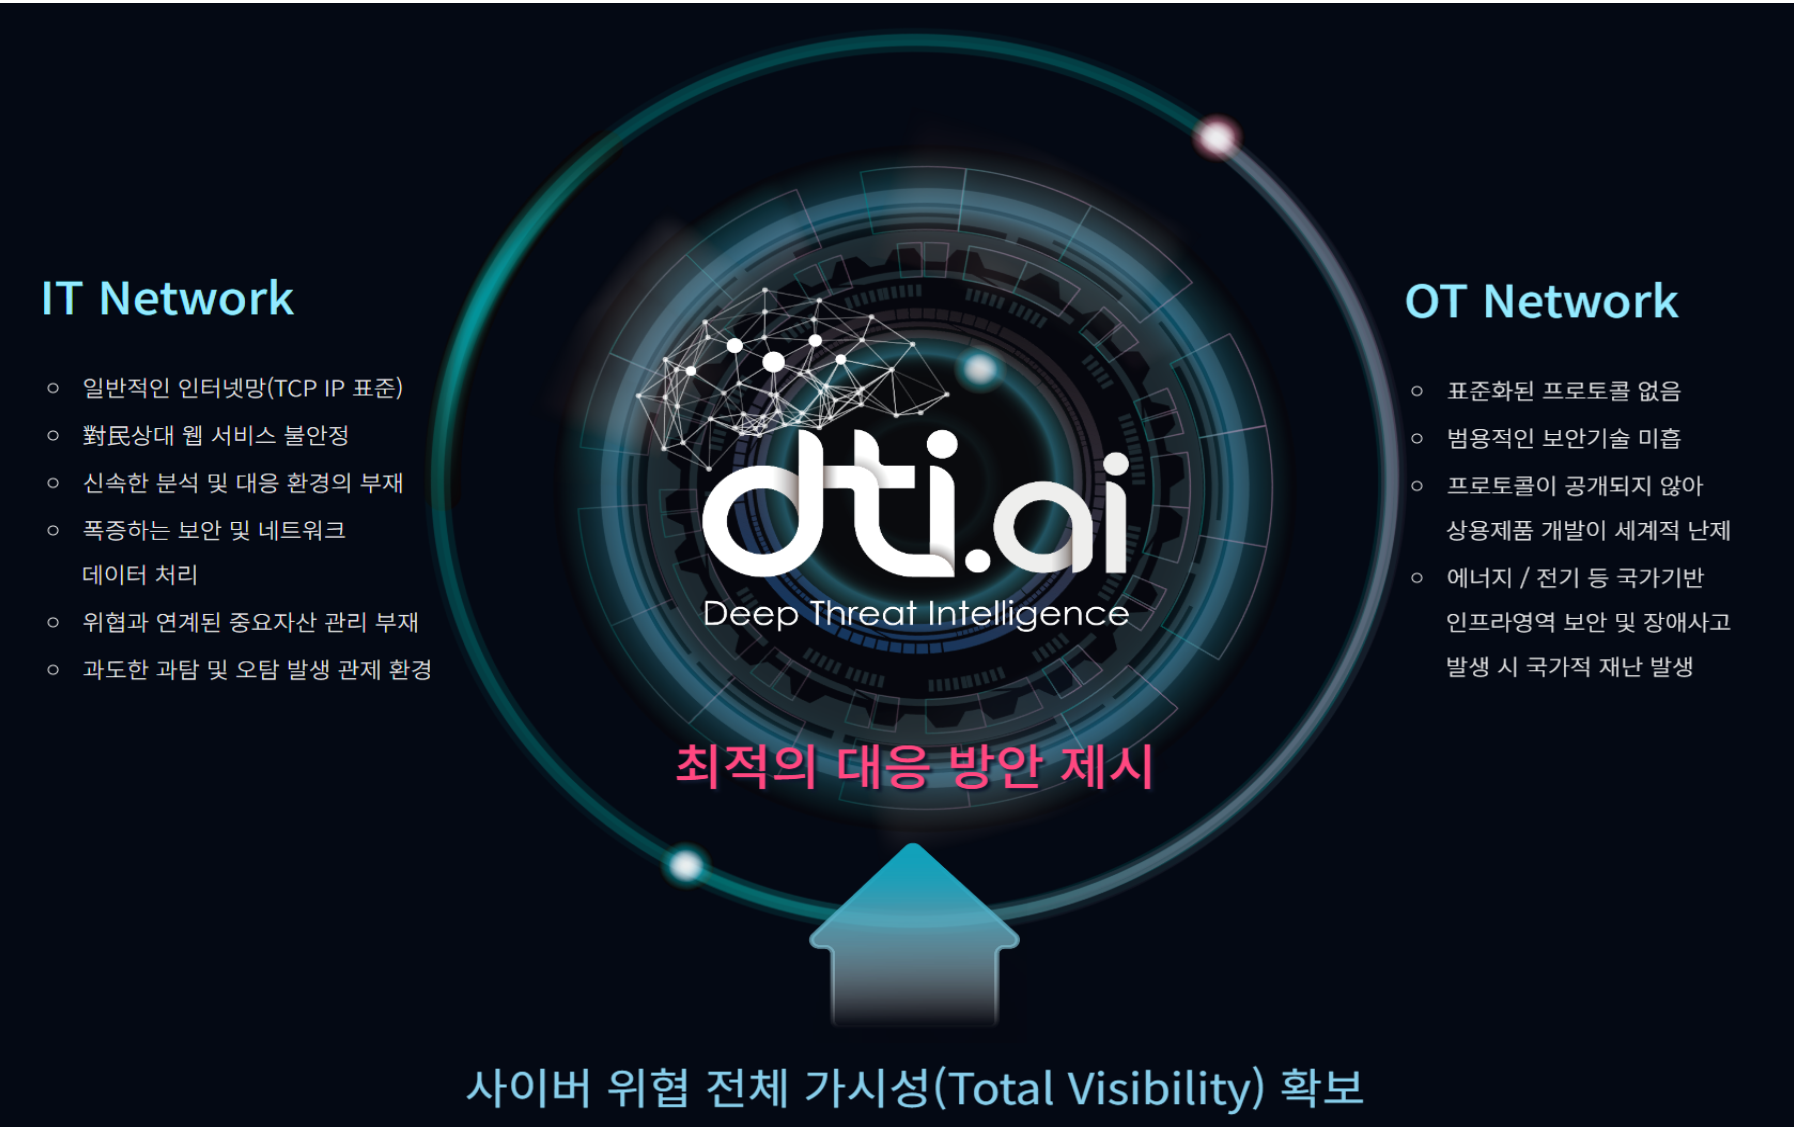 IT Network
○ 일반적인 인터넷망(TCP IP 표준)
○ 對民상대 웹 서비스 불안정
○ 신속한 분석 및 대응 환경의 부재
○ 폭증하는 보안 및 네트워크
데이터 처리
○ 위협과 연계된 중요자산 관리 부재
○ 과도한 과탐 및 오탐 발생 관제 환경
dti.ai
Deep Threat Intelligence
최적의 대응 방안 제시
OT Network
○ 표준화된 프로토콜 없음
○ 범용적인 보안기술 미흡
○ 프로토콜이 공개되지 않아
상용제품 개발이 세계적 난제
○ 에너지 / 전기 등 국가기반
인프라영역 보안 및 장애사고
발생 시 국가적 재난 발생
사이버 위협 전체 가시성(Total Visibility) 확보